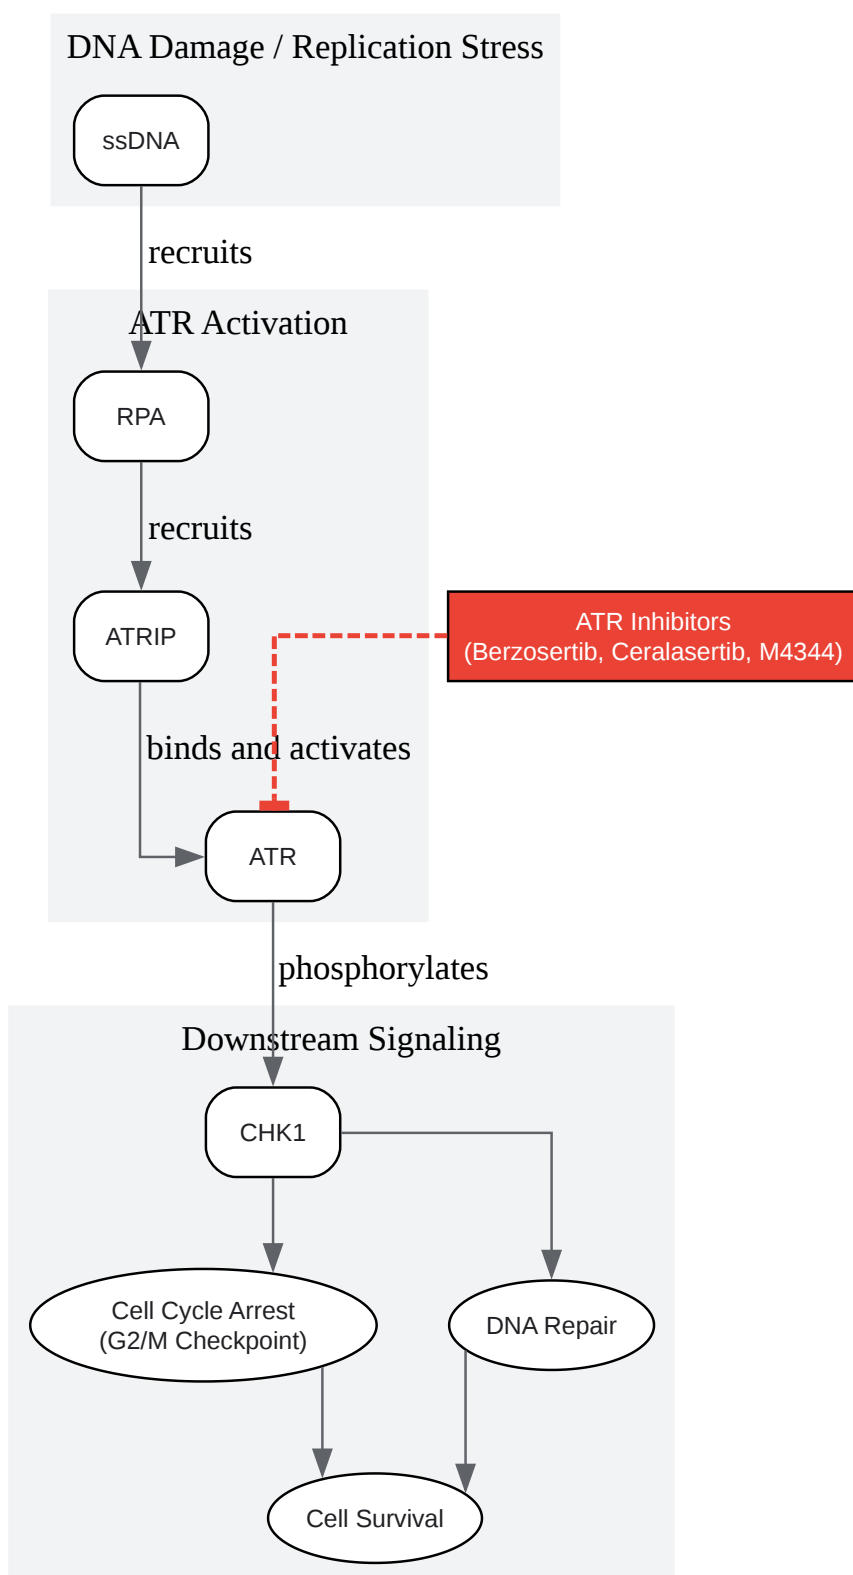 DNA Damage / Replication Stress
ssDNA
recruits
ATR Activation
RPA
recruits
ATRIP
ATR Inhibitors
(Berzosertib, Ceralasertib, M4344)
binds and activates
ATR
phosphorylates
Downstream Signaling
CHK1
Cell Cycle Arrest
(G2/M Checkpoint)
DNA Repair
Cell Survival